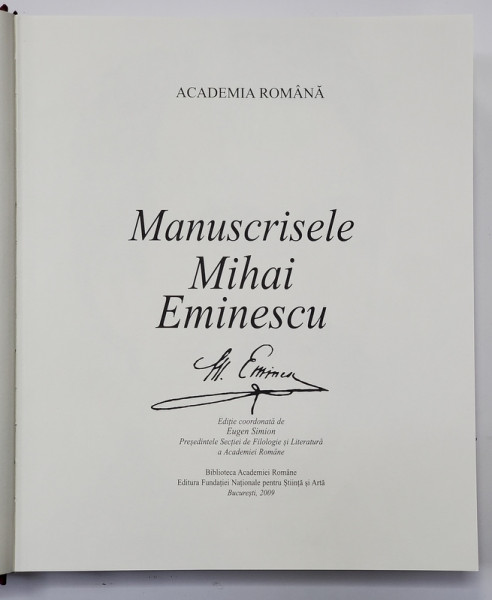 ACADEMIA ROMÂNĂ
Manuscrisele
Mihai
Eminescu
M. Eminescu
Ediție coordonată de
Eugen Simion
Președintele Secției de Filologie și Literatură
a Academiei Române
Biblioteca Academiei Române
Editura Fundației Naționale pentru Știință și Artă
București, 2009